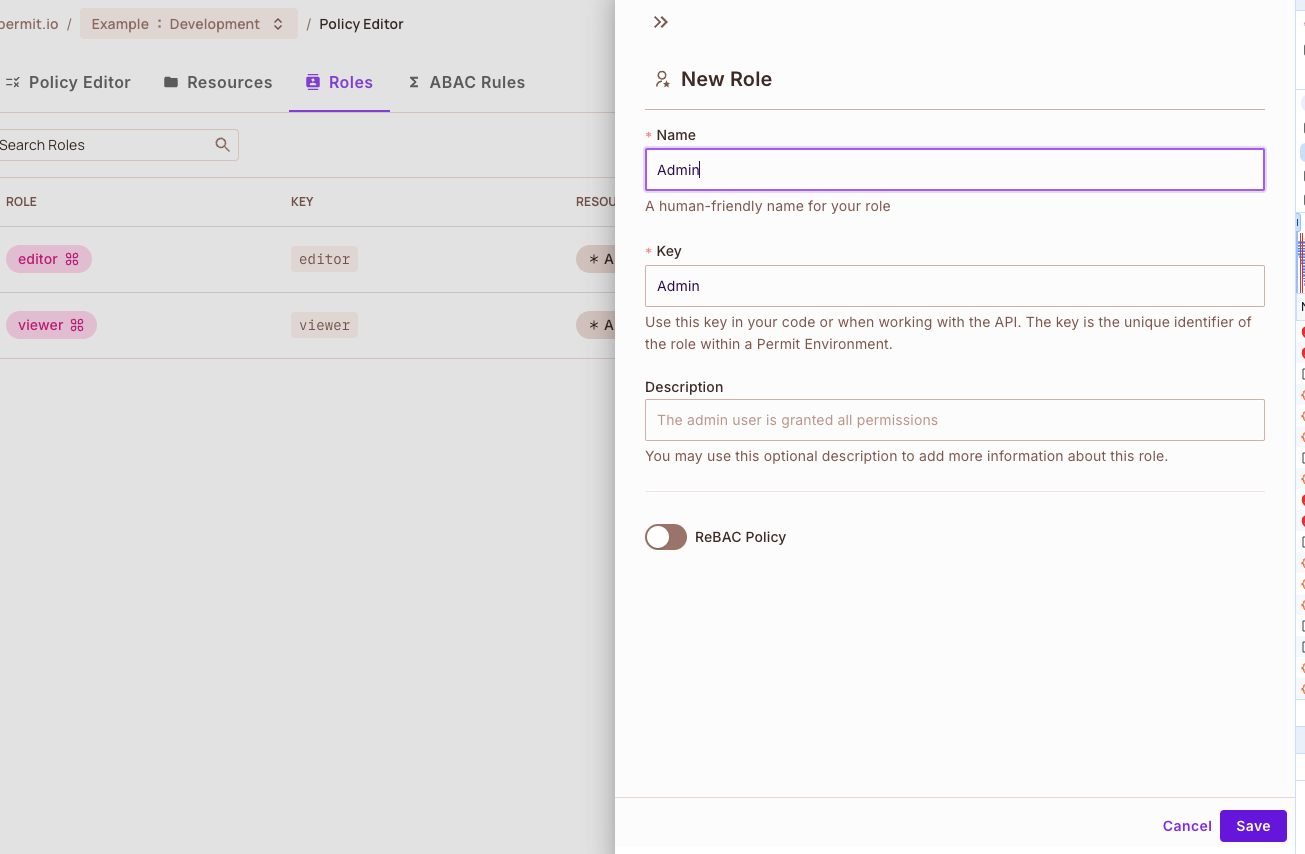 permit.io / Example : Development / Policy Editor
Policy Editor Resources Roles Σ ABAC Rules
Search Roles
ROLE KEY RESOU
editor editor * A
viewer viewer * A
New Role
* Name
Admin
A human-friendly name for your role
* Key
Admin
Use this key in your code or when working with the API. The key is the unique identifier of
the role within a Permit Environment.
Description
The admin user is granted all permissions
You may use this optional description to add more information about this role.
ReBAC Policy
Cancel Save